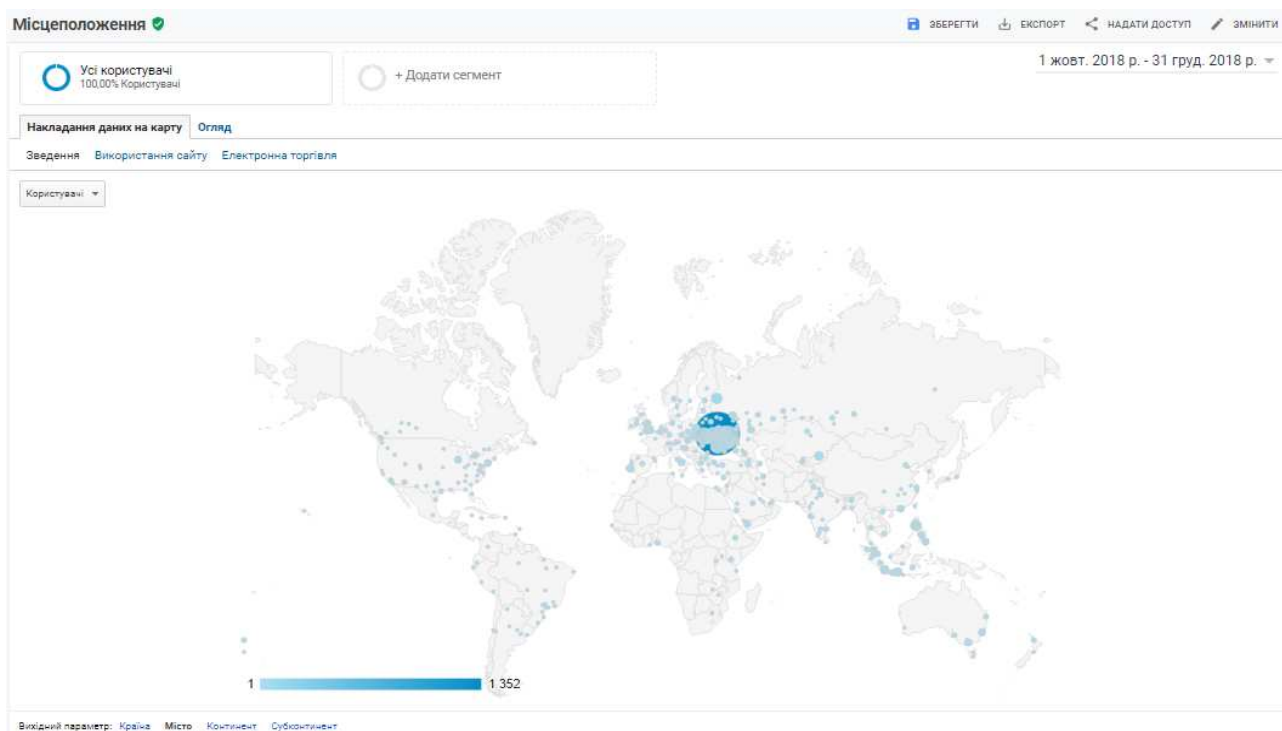 Місцеположення
ЗБЕРЕГТИ ЕКСПОРТ НАДАТИ ДОСТУП ЗМІНИТИ
Усі користувачі
100,00% Користувачі
+ Додати сегмент
1 жовт. 2018 р. - 31 груд. 2018 р.
Накладання даних на карту Огляд
Зведення Використання сайту Електронна торгівля
Користувачі
1 1 352
Вихідний параметр: Країна Місто Континент Субконтинент